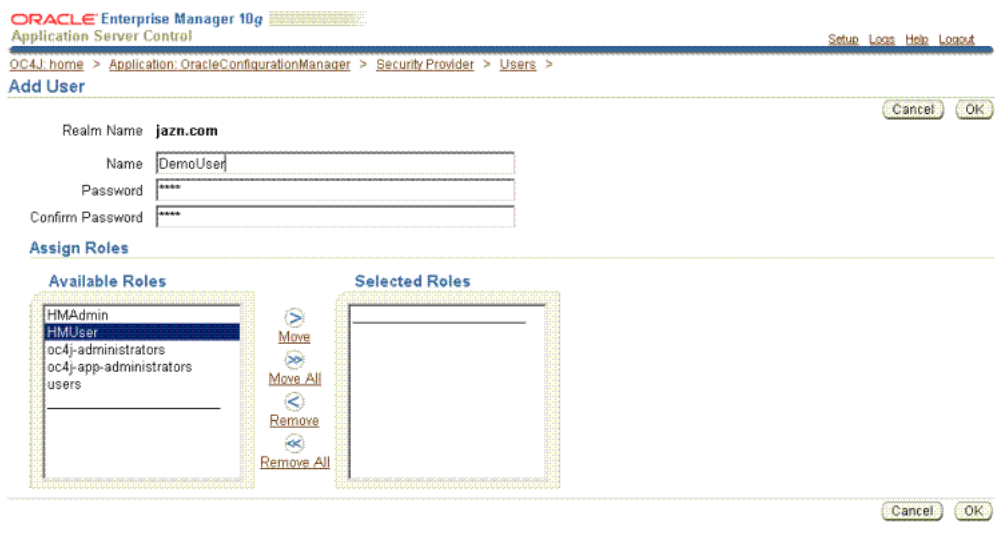 ORACLE Enterprise Manager 10g
Application Server Control
Setup Logs Help Logout
OC4J: home > Application: OracleConfigurationManager > Security Provider > Users >
Add User
Cancel OK
Realm Name jazn.com
Name DemoUser
Password ****
Confirm Password ****
Assign Roles
Available Roles Selected Roles
HMAdmin
HMUser
oc4j-administrators
oc4j-app-administrators
users
Move
Move All
Remove
Remove All
Cancel OK